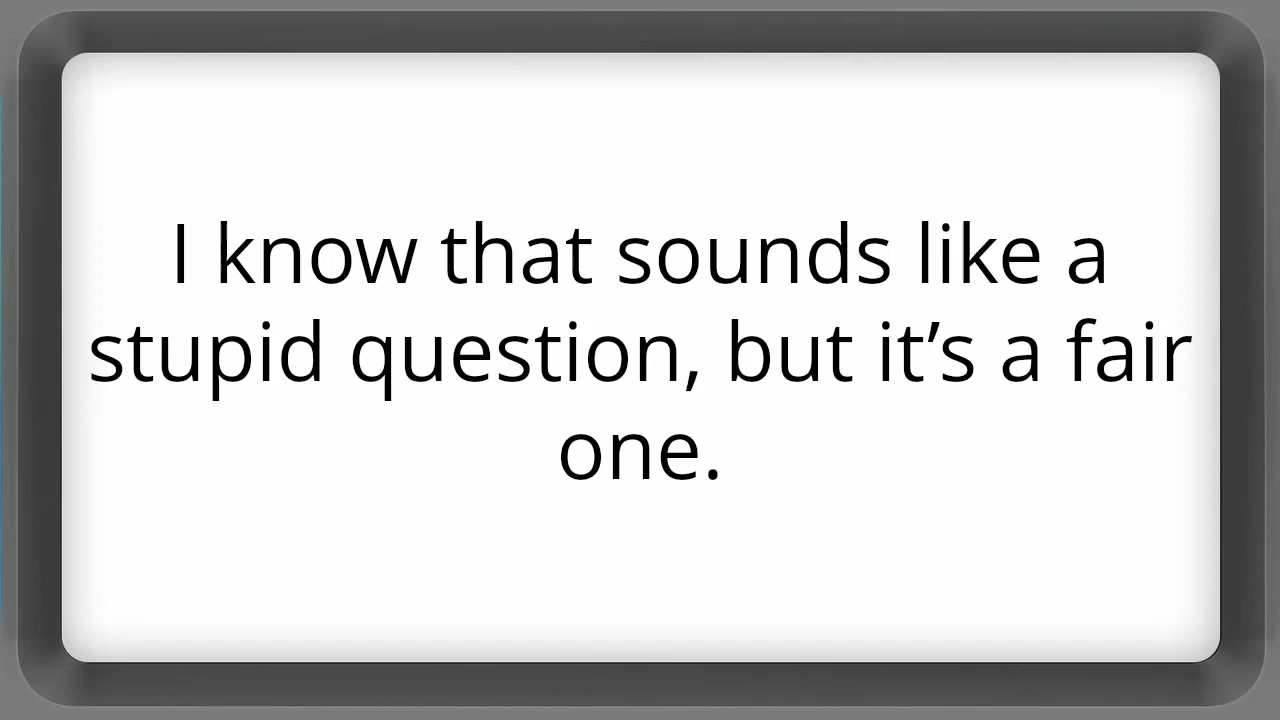 I know that sounds like a
stupid question, but it’s a fair
one.